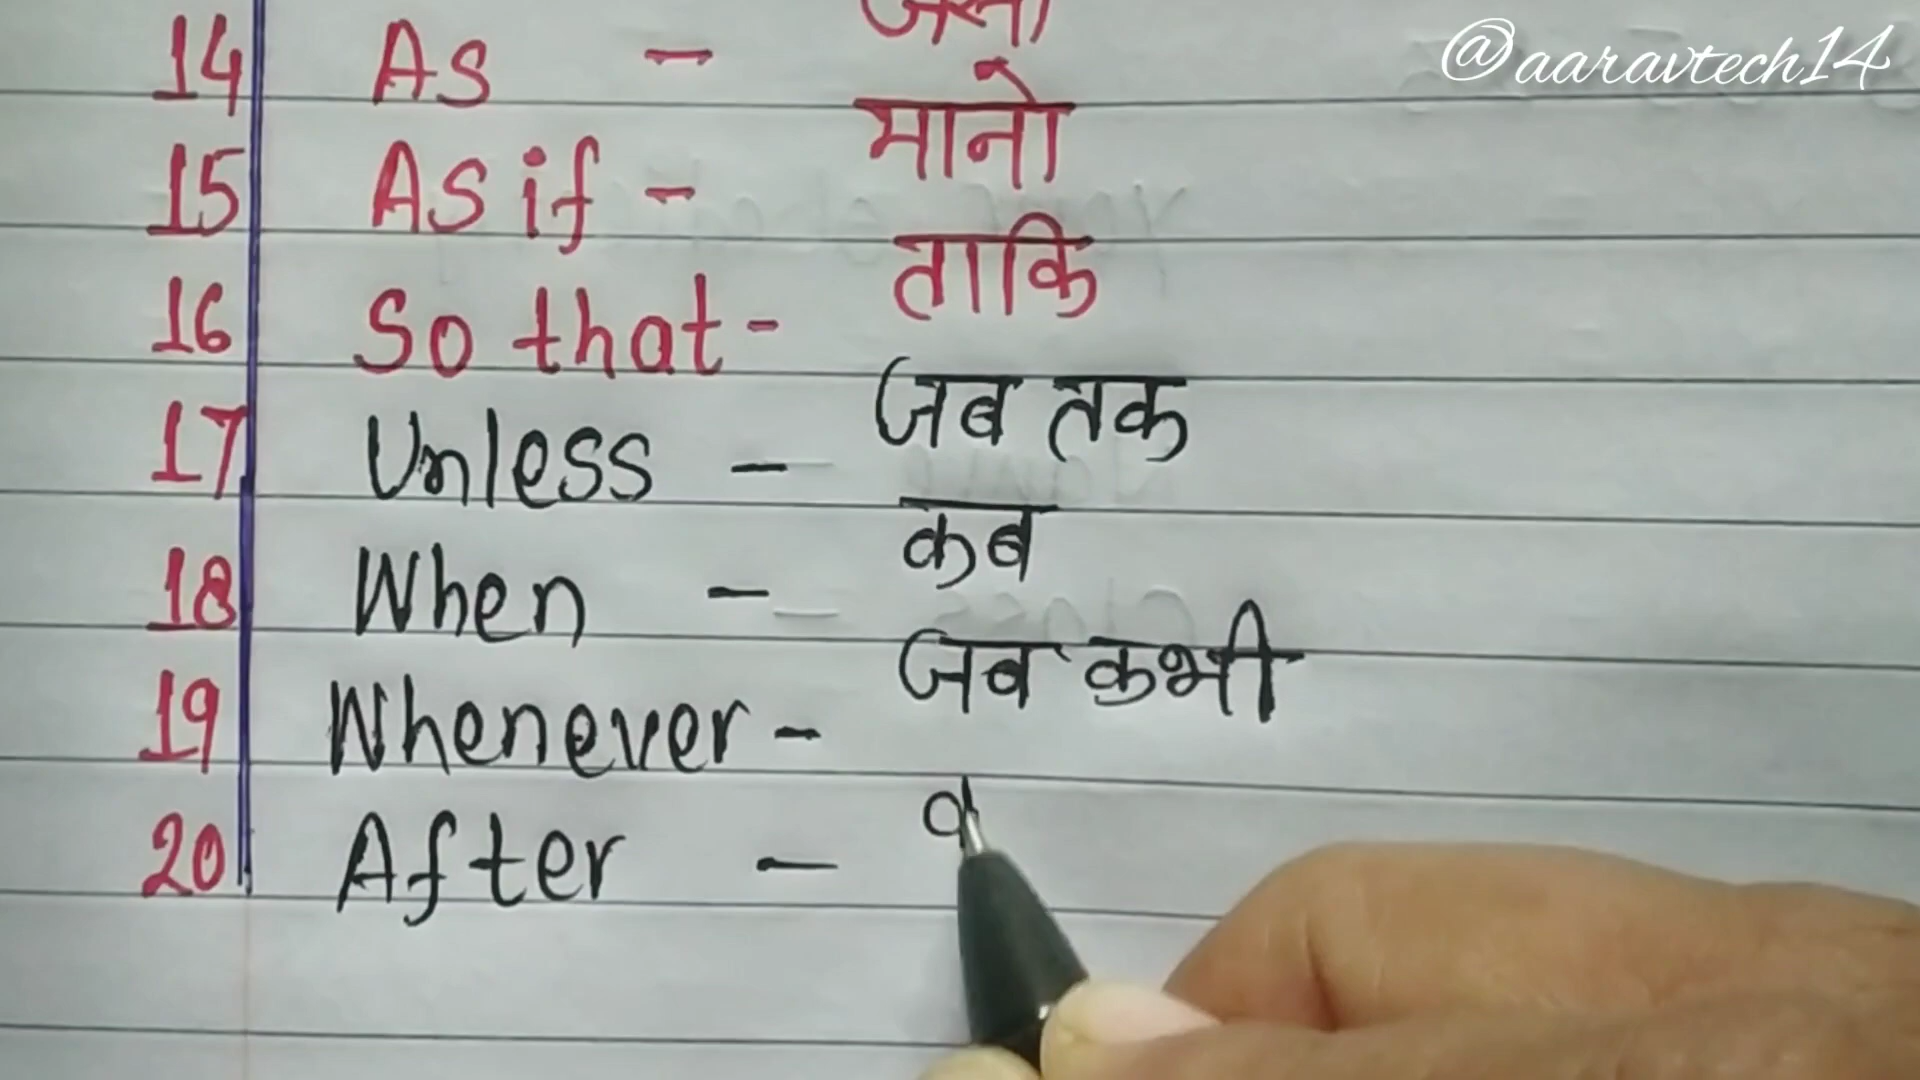 @aaravtech14
14 As -
15 As if - मानो
16 So that - ताकि
17 Unless - जब तक
18 When - कब
19 Whenever - जब कभी
20 After -